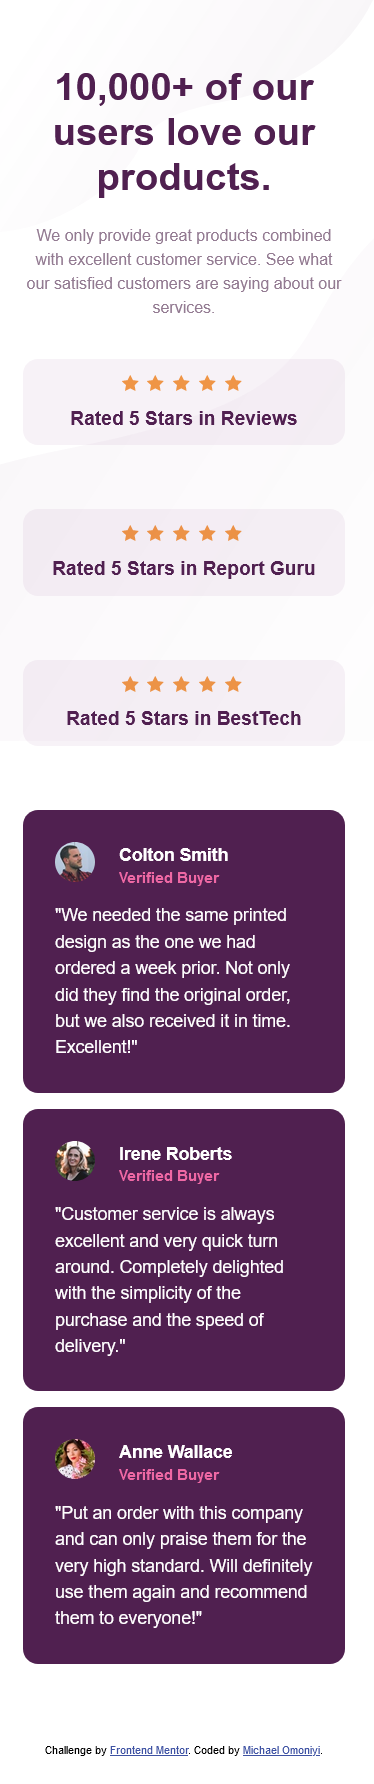 10,000+ of our
users love our
products.
We only provide great products combined
with excellent customer service. See what
our satisfied customers are saying about our
services.
Rated 5 Stars in Reviews
Rated 5 Stars in Report Guru
Rated 5 Stars in BestTech
Colton Smith
Verified Buyer
"We needed the same printed
design as the one we had
ordered a week prior. Not only
did they find the original order,
but we also received it in time.
Excellent!"
Irene Roberts
Verified Buyer
"Customer service is always
excellent and very quick turn
around. Completely delighted
with the simplicity of the
purchase and the speed of
delivery."
Anne Wallace
Verified Buyer
"Put an order with this company
and can only praise them for the
very high standard. Will definitely
use them again and recommend
them to everyone!"
Challenge by Frontend Mentor. Coded by Michael Omoniyi.